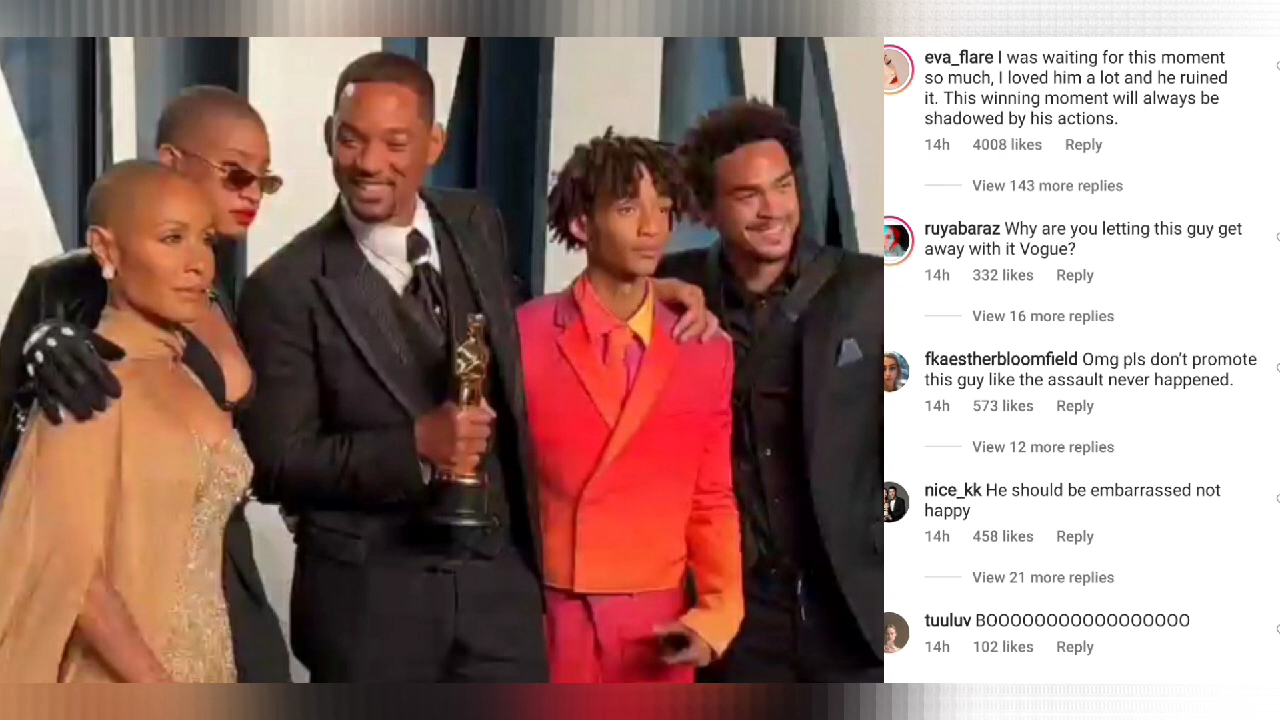 eva_flare I was waiting for this moment
so much, I loved him a lot and he ruined
it. This winning moment will always be
shadowed by his actions.
14h 4008 likes Reply
View 143 more replies
ruyabaraz Why are you letting this guy get
away with it Vogue?
14h 332 likes Reply
View 16 more replies
fkaestherbloomfield Omg pls don't promote
this guy like the assault never happened.
14h 573 likes Reply
View 12 more replies
nice_kk He should be embarrassed not
happy
14h 458 likes Reply
View 21 more replies
tuuluv BOOOOOOOOOOOOOOOOO
14h 102 likes Reply